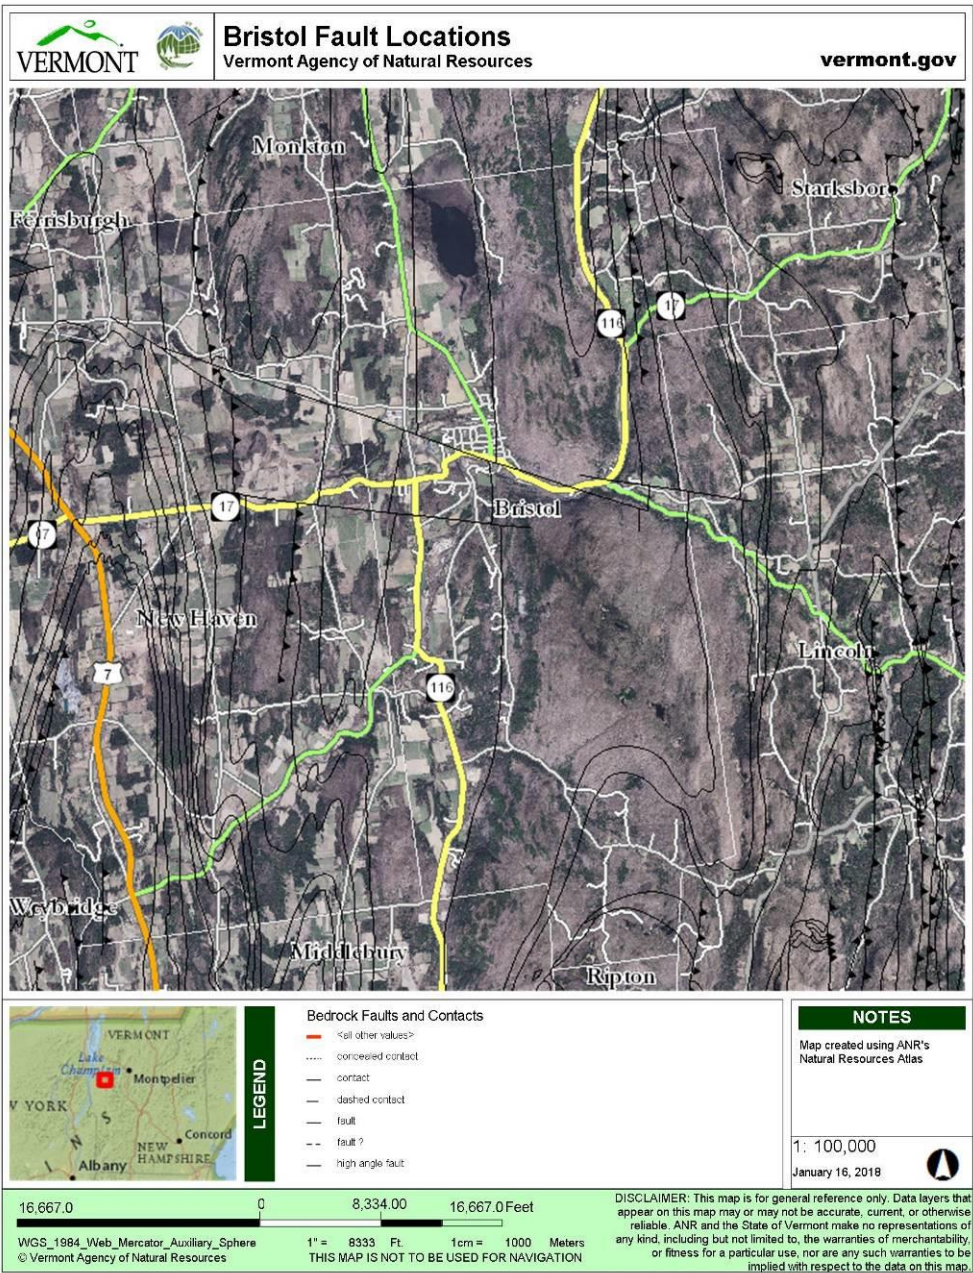 VERMONT
Bristol Fault Locations
Vermont Agency of Natural Resources
vermont.gov
Monkton
Starksboro
Ferrisburgh
17
116
17
Bristol
17
New Haven
Lincoln
7
116
Weybridge
Middlebury
Ripton
VERMONT
Lake
Champlain
Montpelier
W YORK
Concord
NEW
HAMPSHIRE
Albany
LEGEND
Bedrock Faults and Contacts
<all other values>
concealed contact
contact
dashed contact
fault
fault ?
high angle fault
NOTES
Map created using ANR's
Natural Resources Atlas
1: 100,000
January 16, 2018
16,667.0 0 8,334.00 16,667.0 Feet
WGS_1984_Web_Mercator_Auxiliary_Sphere
© Vermont Agency of Natural Resources
1" = 8333 Ft. 1cm = 1000 Meters
THIS MAP IS NOT TO BE USED FOR NAVIGATION
DISCLAIMER: This map is for general reference only. Data layers that
appear on this map may or may not be accurate, current, or otherwise
reliable. ANR and the State of Vermont make no representations of
any kind, including but not limited to, the warranties of merchantability,
or fitness for a particular use, nor are any such warranties to be
implied with respect to the data on this map.